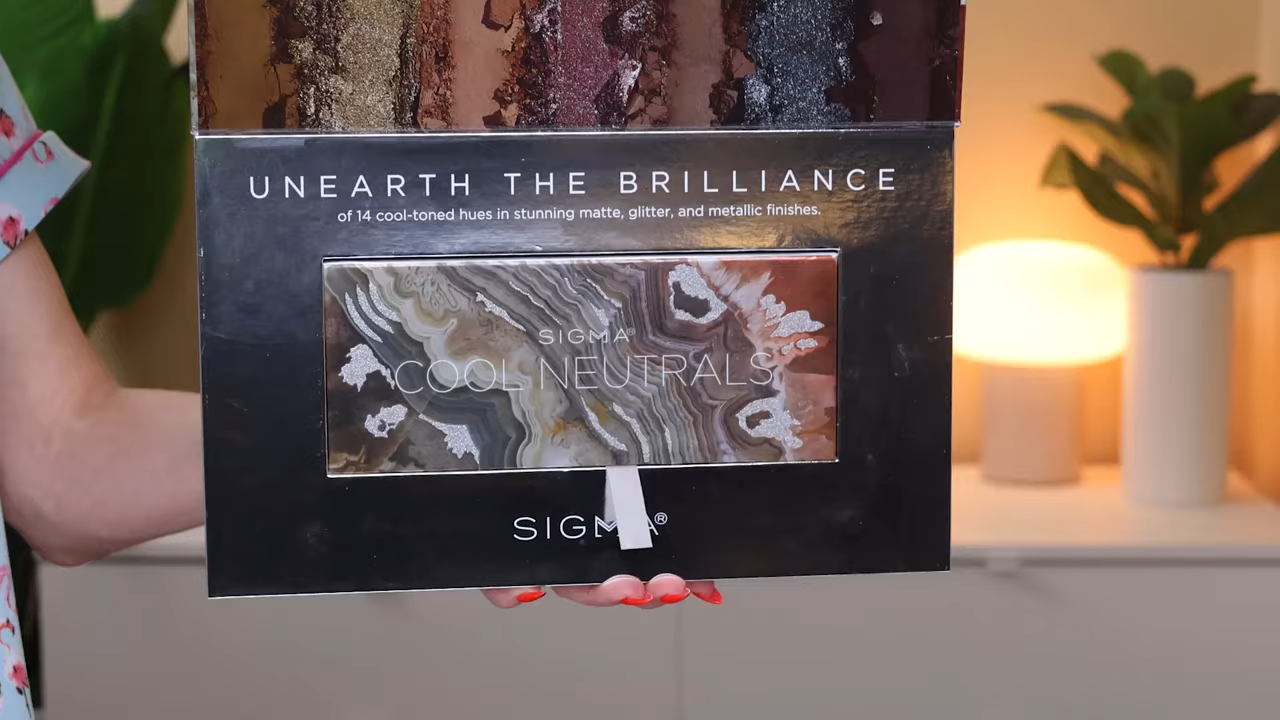 UNEARTH THE BRILLIANCE
of 14 cool-toned hues in stunning matte, glitter, and metallic finishes.
SIGMA®
COOL NEUTRALS
SIGMA®